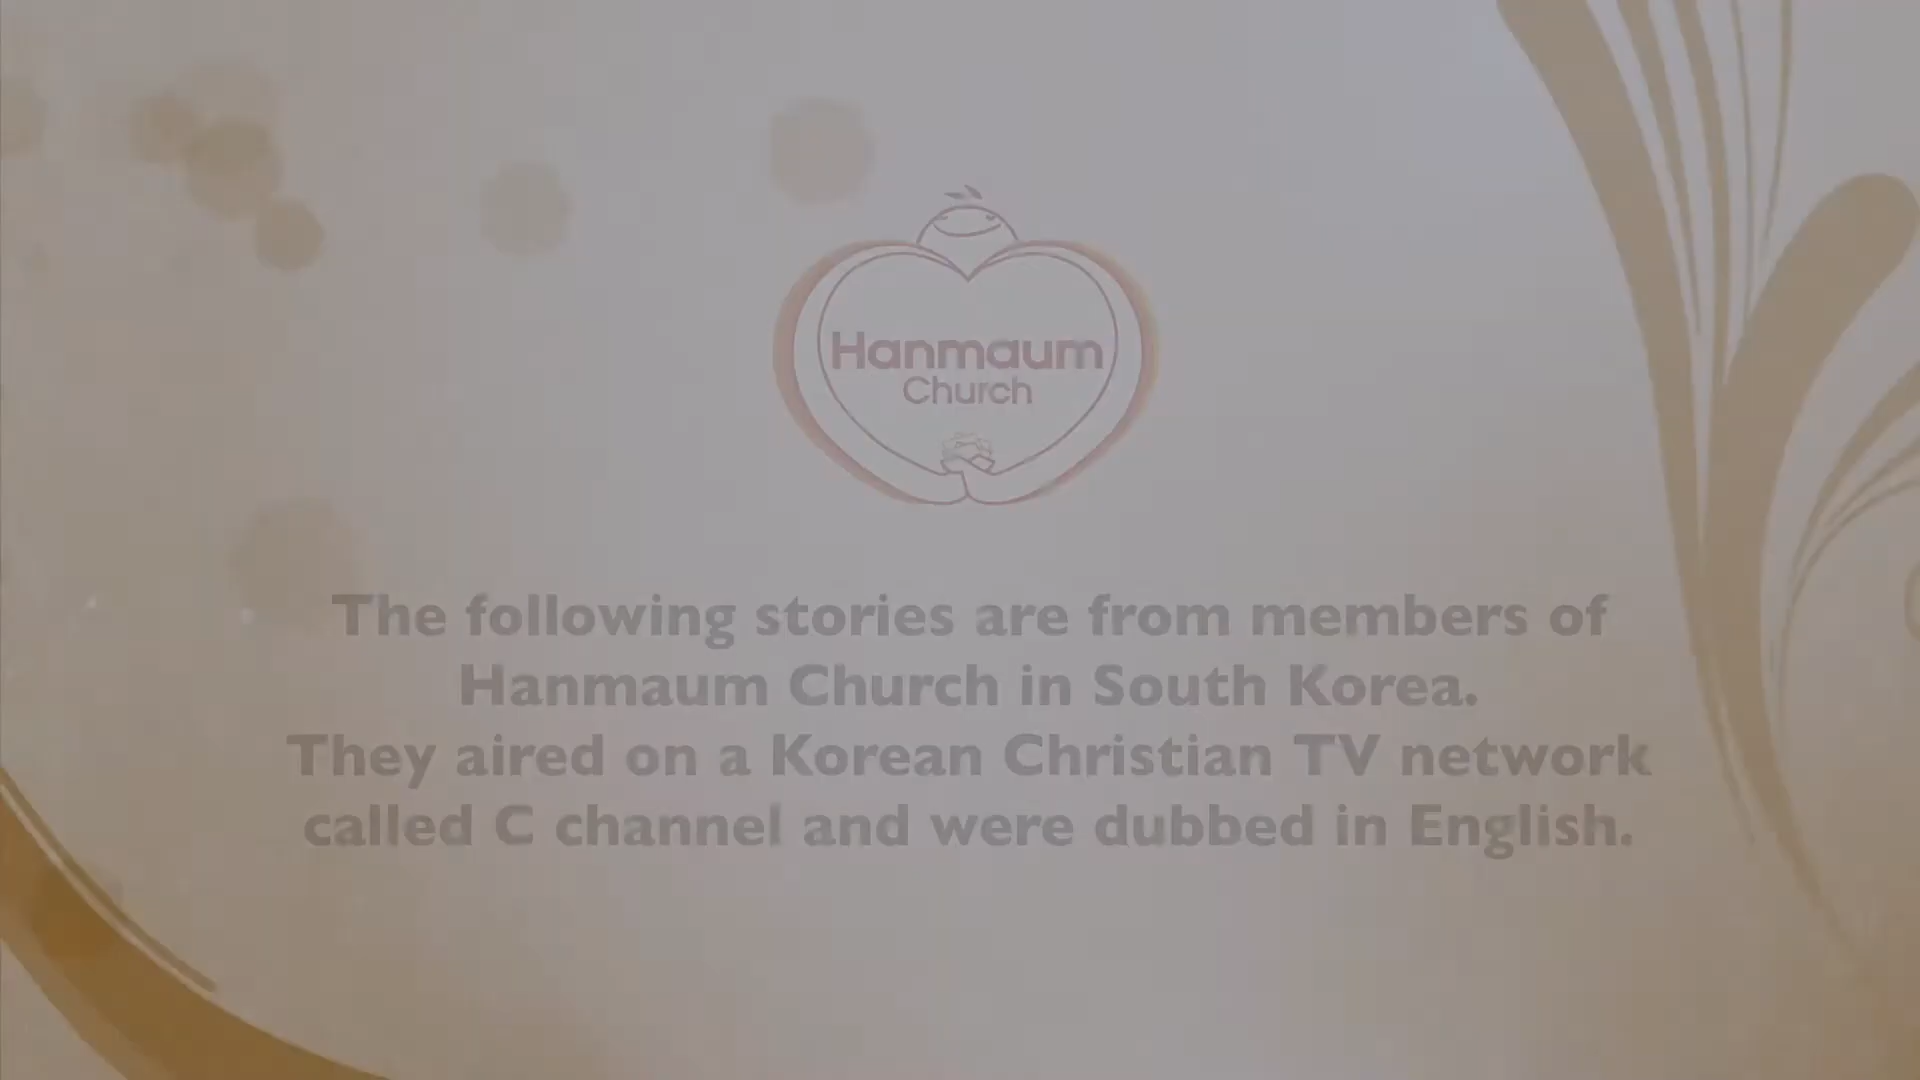 Hanmaum
Church
The following stories are from members of
Hanmaum Church in South Korea.
They aired on a Korean Christian TV network
called C channel and were dubbed in English.